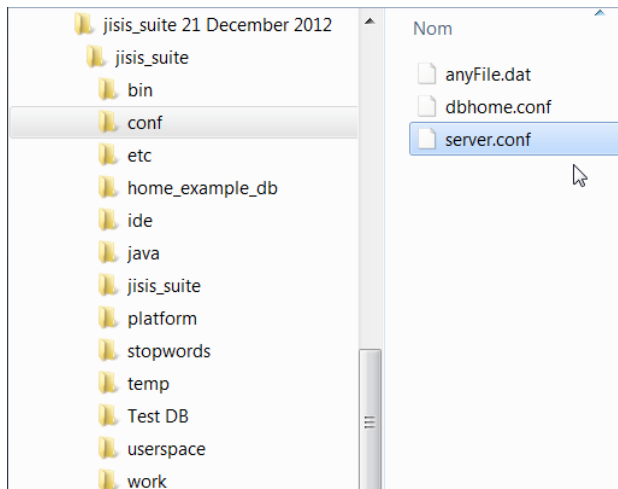 jisis_suite 21 December 2012
jisis_suite
bin
conf
etc
home_example_db
ide
java
jisis_suite
platform
stopwords
temp
Test DB
userspace
work
Nom
anyFile.dat
dbhome.conf
server.conf